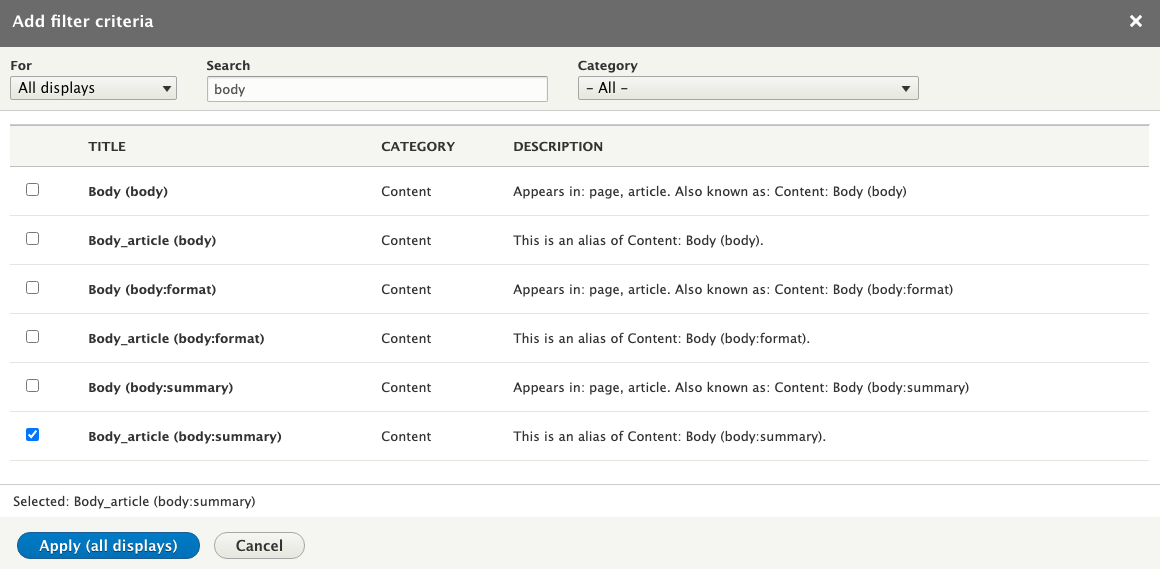 Add filter criteria
For Search Category
All displays body – All –
TITLE CATEGORY DESCRIPTION
Body (body) Content Appears in: page, article. Also known as: Content: Body (body)
Body_article (body) Content This is an alias of Content: Body (body).
Body (body:format) Content Appears in: page, article. Also known as: Content: Body (body:format)
Body_article (body:format) Content This is an alias of Content: Body (body:format).
Body (body:summary) Content Appears in: page, article. Also known as: Content: Body (body:summary)
Body_article (body:summary) Content This is an alias of Content: Body (body:summary).
Selected: Body_article (body:summary)
Apply (all displays) Cancel